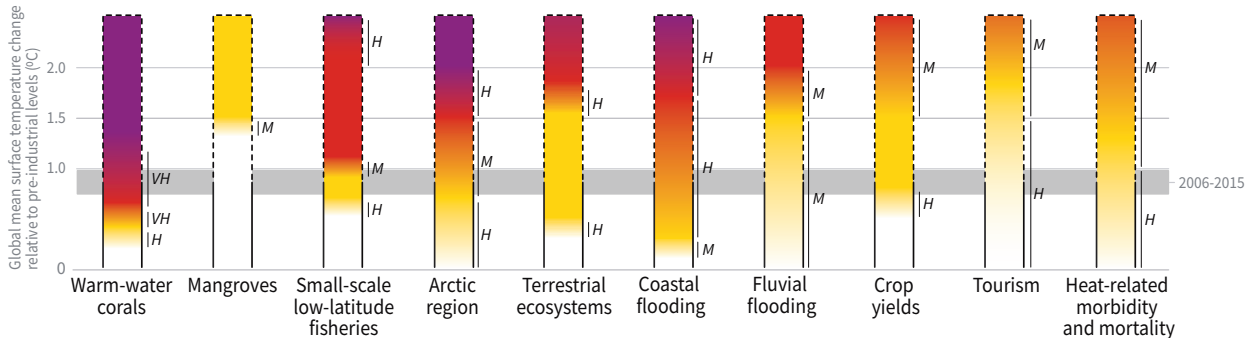 Global mean surface temperature change
relative to pre-industrial levels (ºC)
2.0
1.5
1.0
0
2006-2015
VH
VH
H
M
H
M
H
H
M
H
H
H
H
H
M
M
M
M
H
M
H
M
H
Warm-water
corals
Mangroves
Small-scale
low-latitude
fisheries
Arctic
region
Terrestrial
ecosystems
Coastal
flooding
Fluvial
flooding
Crop
yields
Tourism
Heat-related
morbidity
and mortality